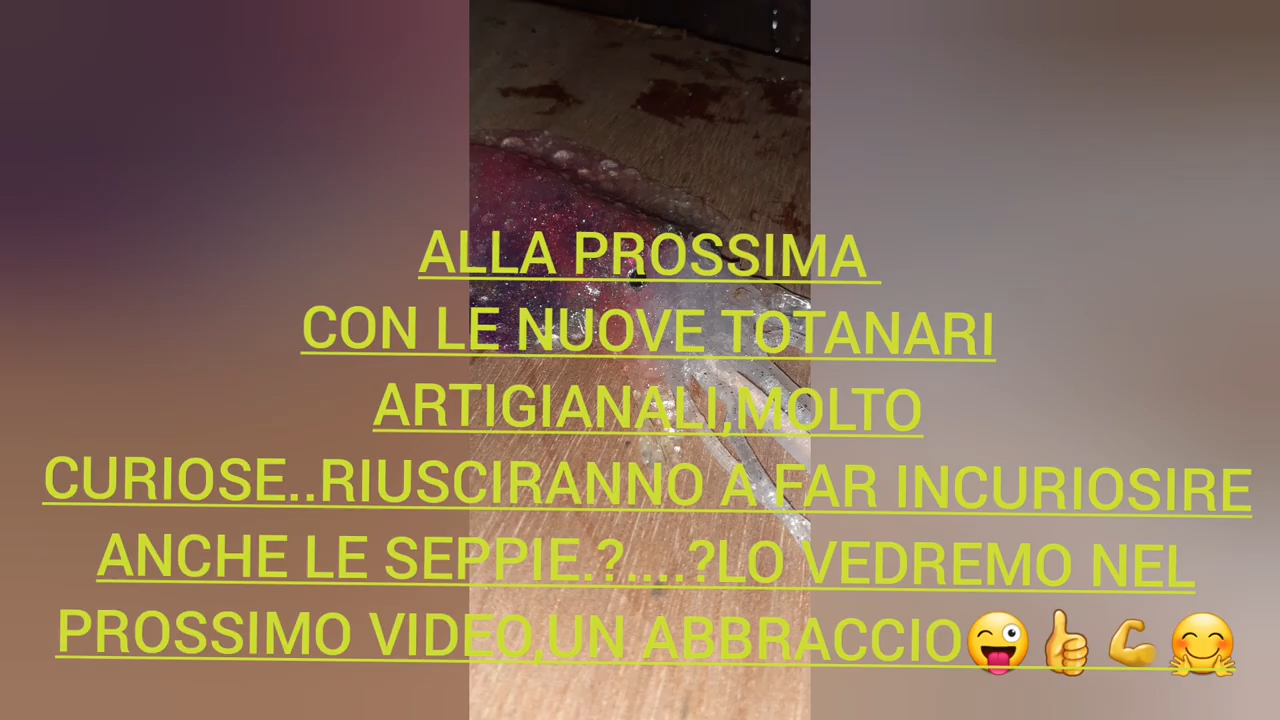 ALLA PROSSIMA
CON LE NUOVE TOTANARI
ARTIGIANALI,MOLTO
CURIOSE..RIUSCIRANNO A FAR INCURIOSIRE
ANCHE LE SEPPIE.?....?LO VEDREMO NEL
PROSSIMO VIDEO,UN ABBRACCIO😜👍💪🤗